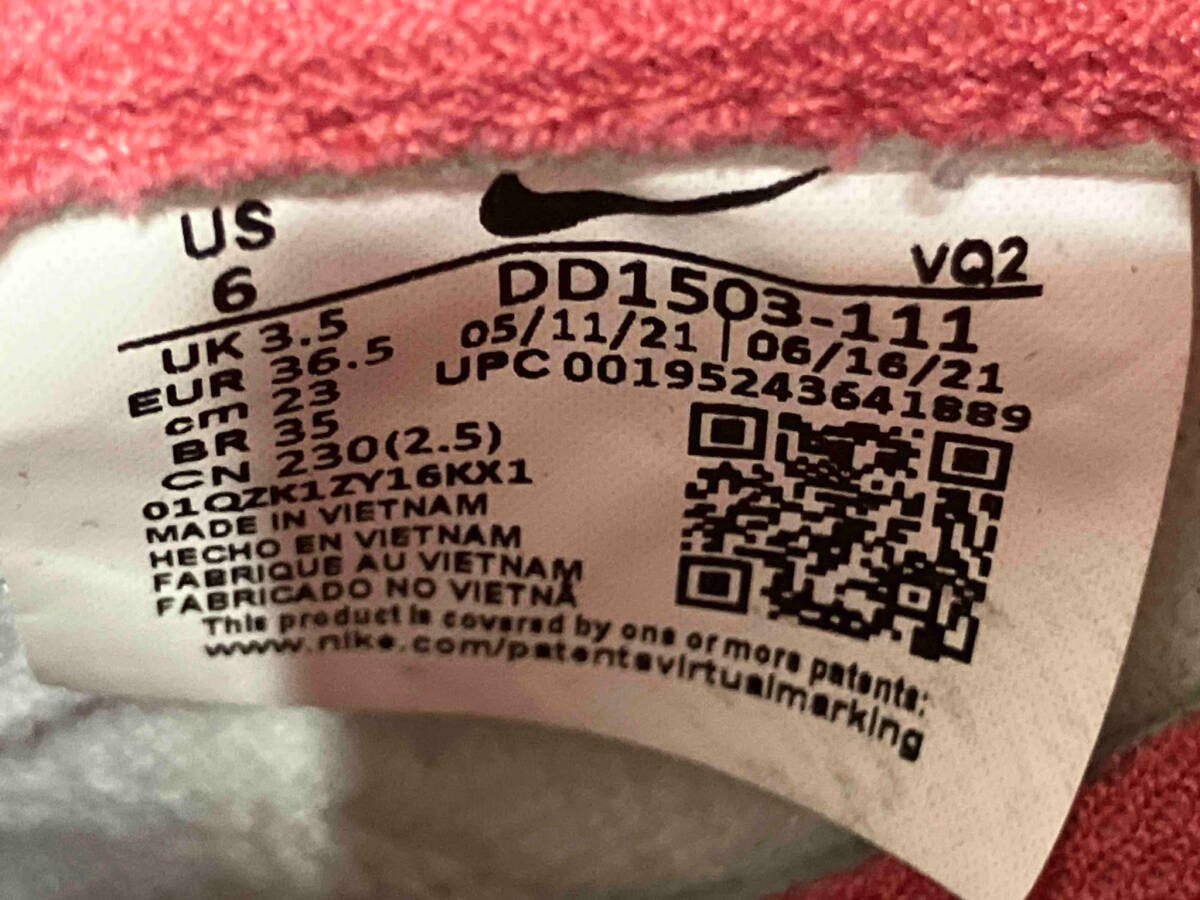 US
6
VQ2
DD1503-111
05/11/21 | 06/16/21
UPC 00195243641889
UK 3.5
EUR 36.5
cm 23
BR 35
CN 230(2.5)
01QZK1ZY16KX1
MADE IN VIETNAM
HECHO EN VIETNAM
FABRIQUE AU VIETNAM
FABRICADO NO VIETNÃ
This product is covered by one or more patents:
www.nike.com/patentsvirtualmarking